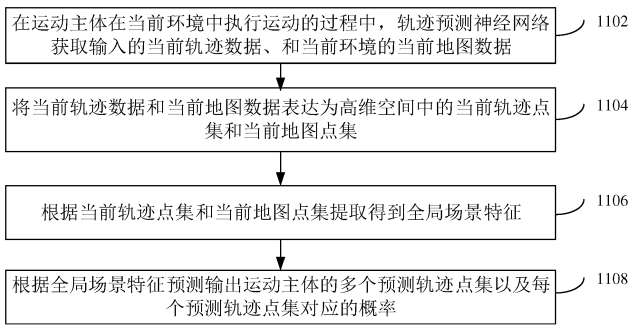 在运动主体在当前环境中执行运动的过程中，轨迹预测神经网络
获取输入的当前轨迹数据、和当前环境的当前地图数据
1102
将当前轨迹数据和当前地图数据表达为高维空间中的当前轨迹点
集和当前地图点集
1104
根据当前轨迹点集和当前地图点集提取得到全局场景特征
1106
根据全局场景特征预测输出运动主体的多个预测轨迹点集以及每
个预测轨迹点集对应的概率
1108